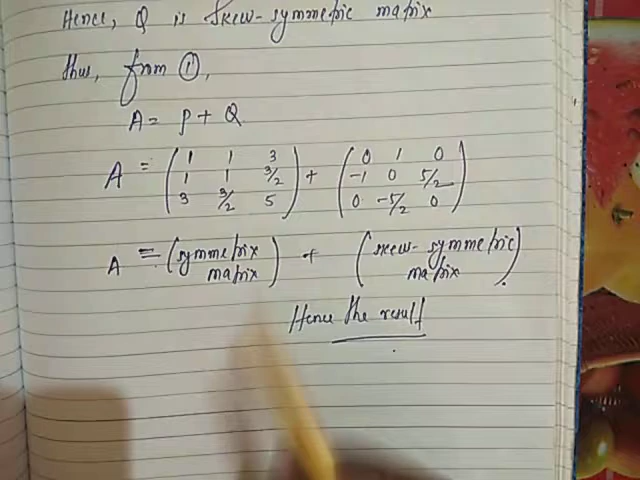 Hence, Q is skew-symmetric matrix
thus, from ①,
A = P + Q
A = (1 1 3 / 1 1 3/2 / 3 3/2 5) + (0 1 0 / -1 0 5/2 / 0 -5/2 0)
A = (symmetrix matrix) + (skew-symmetric matrix).
Hence the result